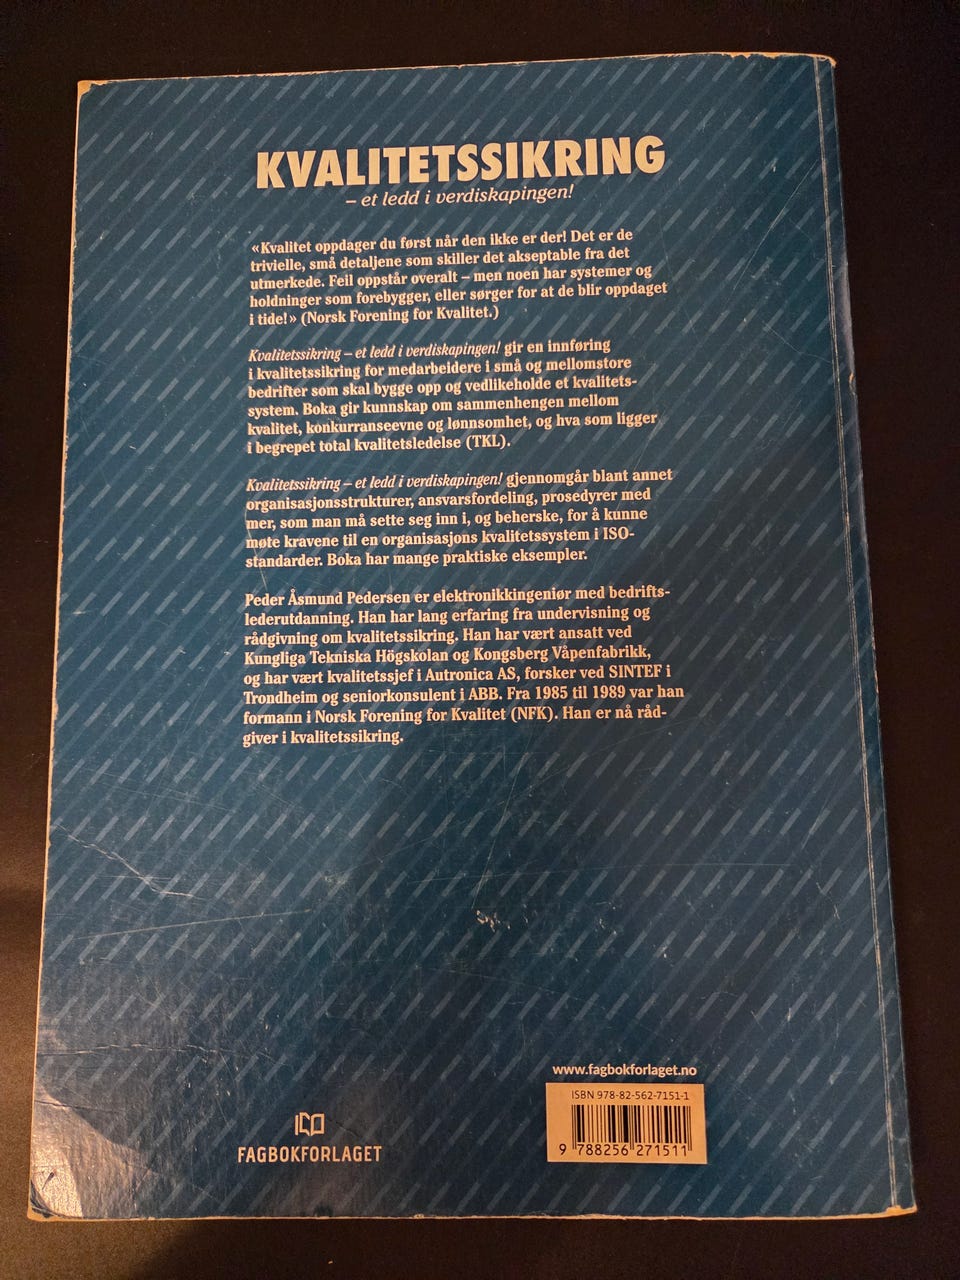 KVALITETSSIKRING
– et ledd i verdiskapingen!
«Kvalitet oppdager du først når den ikke er der! Det er de
trivielle, små detaljene som skiller det akseptable fra det
utmerkede. Feil oppstår overalt – men noen har systemer og
holdninger som forebygger, eller sørger for at de blir oppdaget
i tide!» (Norsk Forening for Kvalitet.)
Kvalitetssikring – et ledd i verdiskapingen! gir en innføring
i kvalitetssikring for medarbeidere i små og mellomstore
bedrifter som skal bygge opp og vedlikeholde et kvalitets-
system. Boka gir kunnskap om sammenhengen mellom
kvalitet, konkurranseevne og lønnsomhet, og hva som ligger
i begrepet total kvalitetsledelse (TKL).
Kvalitetssikring – et ledd i verdiskapingen! gjennomgår blant annet
organisasjonsstrukturer, ansvarsfordeling, prosedyrer med
mer, som man må sette seg inn i, og beherske, for å kunne
møte kravene til en organisasjons kvalitetssystem i ISO-
standarder. Boka har mange praktiske eksempler.
Peder Åsmund Pedersen er elektronikkingeniør med bedrifts-
lederutdanning. Han har lang erfaring fra undervisning og
rådgivning om kvalitetssikring. Han har vært ansatt ved
Kungliga Tekniska Högskolan og Kongsberg Våpenfabrikk,
og har vært kvalitetssjef i Autronica AS, forsker ved SINTEF i
Trondheim og seniorkonsulent i ABB. Fra 1985 til 1989 var han
formann i Norsk Forening for Kvalitet (NFK). Han er nå råd-
giver i kvalitetssikring.
www.fagbokforlaget.no
ISBN 978-82-562-7151-1
9 788256 271511
FAGBOKFORLAGET